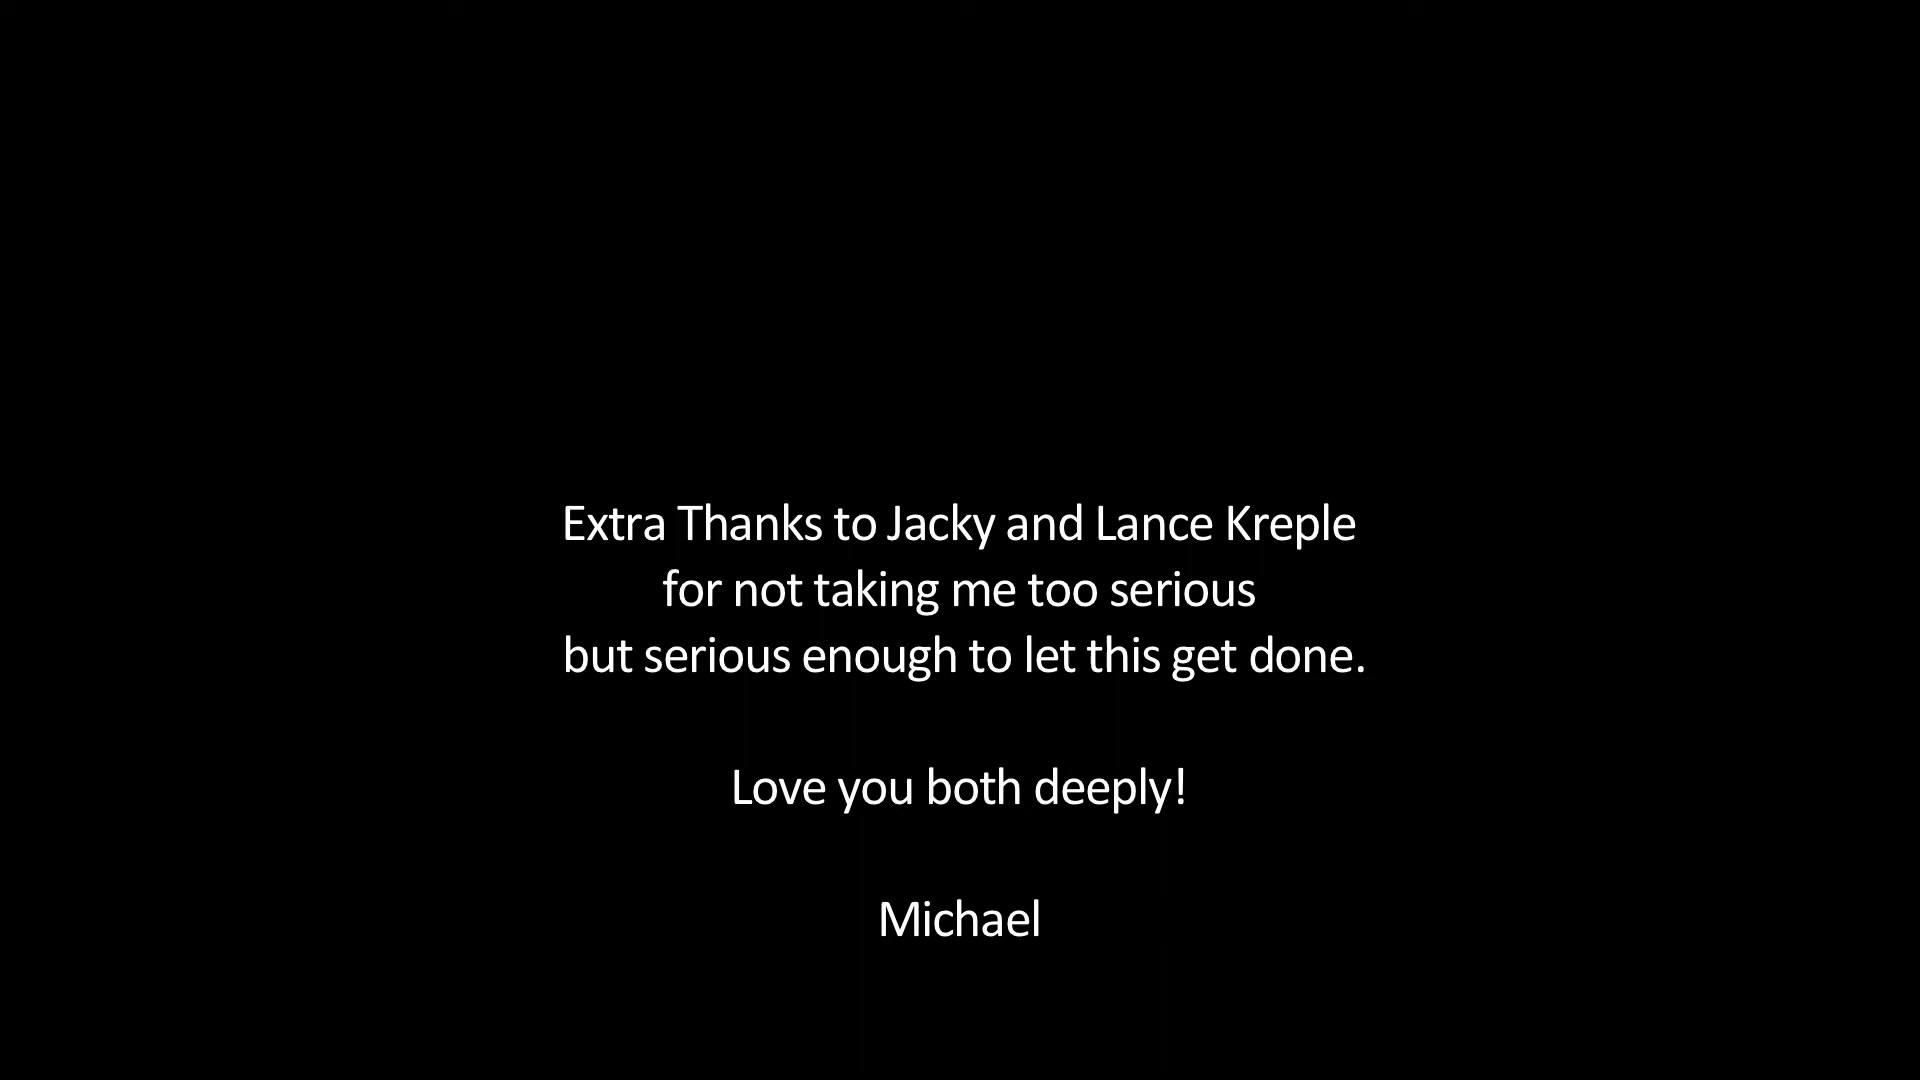 Extra Thanks to Jacky and Lance Kreple
for not taking me too serious
but serious enough to let this get done.
Love you both deeply!
Michael